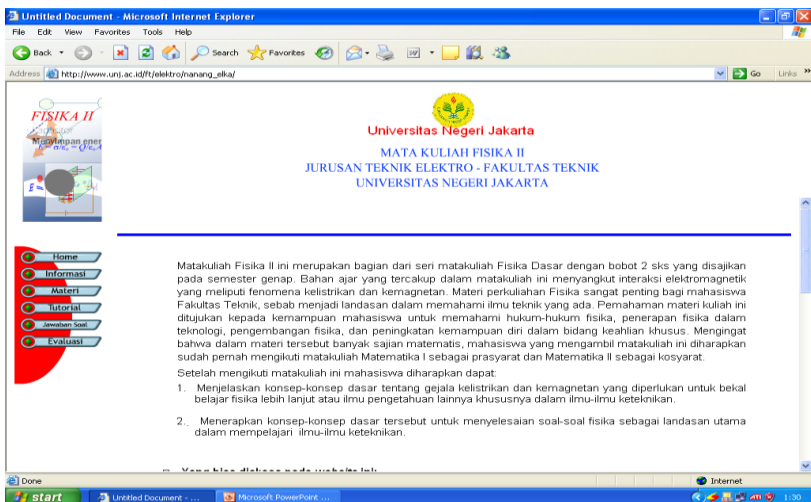 Untitled Document - Microsoft Internet Explorer
File Edit View Favorites Tools Help
Back Search Favorites
Address http://www.unj.ac.id/ft/elektro/nanang_elka/ Go Links »
FISIKA II
Menyimpan ener
Universitas Negeri Jakarta
MATA KULIAH FISIKA II
JURUSAN TEKNIK ELEKTRO - FAKULTAS TEKNIK
UNIVERSITAS NEGERI JAKARTA
Home
Informasi
Materi
Tutorial
Jawaban Soal
Evaluasi
Matakuliah Fisika II ini merupakan bagian dari seri matakuliah Fisika Dasar dengan bobot 2 sks yang disajikan
pada semester genap. Bahan ajar yang tercakup dalam matakuliah ini menyangkut interaksi elektromagnetik
yang meliputi fenomena kelistrikan dan kemagnetan. Materi perkuliahan Fisika sangat penting bagi mahasiswa
Fakultas Teknik, sebab menjadi landasan dalam memahami ilmu teknik yang ada. Pemahaman materi kuliah ini
ditujukan kepada kemampuan mahasiswa untuk memahami hukum-hukum fisika, penerapan fisika dalam
teknologi, pengembangan fisika, dan peningkatan kemampuan diri dalam bidang keahlian khusus. Mengingat
bahwa dalam materi tersebut banyak sajian matematis, mahasiswa yang mengambil matakuliah ini diharapkan
sudah pernah mengikuti matakuliah Matematika I sebagai prasyarat dan Matematika II sebagai kosyarat.
Setelah mengikuti matakuliah ini mahasiswa diharapkan dapat:
1. Menjelaskan konsep-konsep dasar tentang gejala kelistrikan dan kemagnetan yang diperlukan untuk bekal
belajar fisika lebih lanjut atau ilmu pengetahuan lainnya khususnya dalam ilmu-ilmu keteknikan.
2. Menerapkan konsep-konsep dasar tersebut untuk menyelesaian soal-soal fisika sebagai landasan utama
dalam mempelajari ilmu-ilmu keteknikan.
Yang bisa diakses pada website ini:
Done Internet
start Untitled Document - ... Microsoft PowerPoint ... 1:30